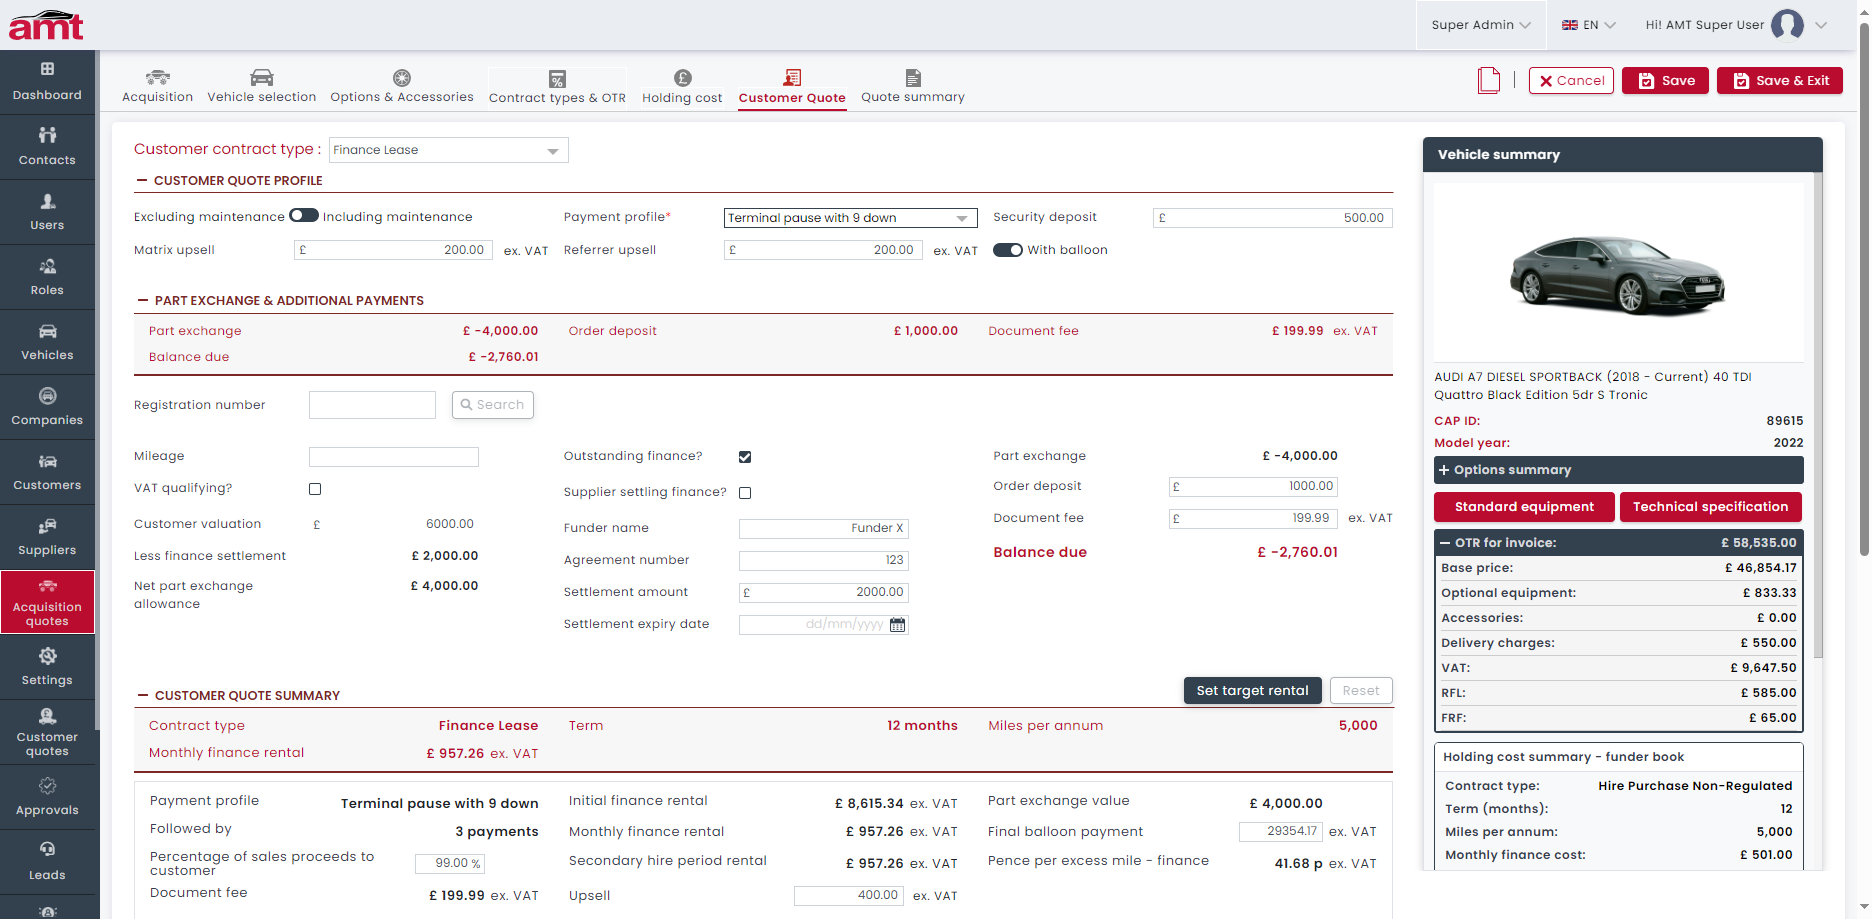 amt
Super Admin
EN
Hi! AMT Super User
Dashboard
Contacts
Users
Roles
Vehicles
Companies
Customers
Suppliers
Acquisition
quotes
Settings
Customer
quotes
Approvals
Leads
Acquisition
Vehicle selection
Options & Accessories
Contract types & OTR
Holding cost
Customer Quote
Quote summary
Cancel
Save
Save & Exit
Customer contract type : Finance Lease
CUSTOMER QUOTE PROFILE
Excluding maintenance Including maintenance
Payment profile* Terminal pause with 9 down
Security deposit £ 500.00
Matrix upsell £ 200.00 ex. VAT
Referrer upsell £ 200.00 ex. VAT
With balloon
PART EXCHANGE & ADDITIONAL PAYMENTS
Part exchange £ -4,000.00
Order deposit £ 1,000.00
Document fee £ 199.99 ex. VAT
Balance due £ -2,760.01
Registration number Search
Mileage
VAT qualifying?
Customer valuation £ 6000.00
Less finance settlement £ 2,000.00
Net part exchange
allowance £ 4,000.00
Outstanding finance?
Supplier settling finance?
Funder name Funder X
Agreement number 123
Settlement amount £ 2000.00
Settlement expiry date dd/mm/yyyy
Part exchange £ -4,000.00
Order deposit £ 1000.00
Document fee £ 199.99 ex. VAT
Balance due £ -2,760.01
CUSTOMER QUOTE SUMMARY
Set target rental
Reset
Contract type Finance Lease
Term 12 months
Miles per annum 5,000
Monthly finance rental £ 957.26 ex. VAT
Payment profile Terminal pause with 9 down
Followed by 3 payments
Percentage of sales proceeds to
customer 99.00 %
Document fee £ 199.99 ex. VAT
Initial finance rental £ 8,615.34 ex. VAT
Monthly finance rental £ 957.26 ex. VAT
Secondary hire period rental £ 957.26 ex. VAT
Upsell 400.00 ex. VAT
Part exchange value £ 4,000.00
Final balloon payment 29354.17 ex. VAT
Pence per excess mile - finance 41.68 p ex. VAT
Vehicle summary
AUDI A7 DIESEL SPORTBACK (2018 - Current) 40 TDI
Quattro Black Edition 5dr S Tronic
CAP ID: 89615
Model year: 2022
Options summary
Standard equipment
Technical specification
OTR for invoice: £ 58,535.00
Base price: £ 46,854.17
Optional equipment: £ 833.33
Accessories: £ 0.00
Delivery charges: £ 550.00
VAT: £ 9,647.50
RFL: £ 585.00
FRF: £ 65.00
Holding cost summary - funder book
Contract type: Hire Purchase Non-Regulated
Term (months): 12
Miles per annum: 5,000
Monthly finance cost: £ 501.00